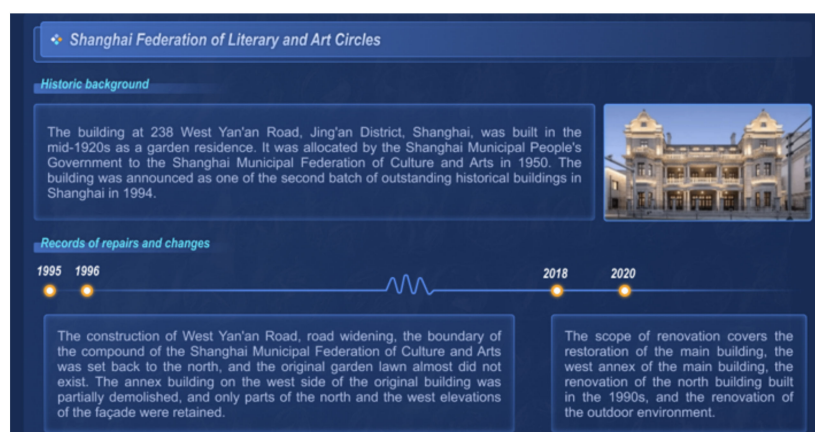 Shanghai Federation of Literary and Art Circles
Historic background
The building at 238 West Yan'an Road, Jing'an District, Shanghai, was built in the
mid-1920s as a garden residence. It was allocated by the Shanghai Municipal People's
Government to the Shanghai Municipal Federation of Culture and Arts in 1950. The
building was announced as one of the second batch of outstanding historical buildings in
Shanghai in 1994.
Records of repairs and changes
1995 1996 2018 2020
The construction of West Yan'an Road, road widening, the boundary of
the compound of the Shanghai Municipal Federation of Culture and Arts
was set back to the north, and the original garden lawn almost did not
exist. The annex building on the west side of the original building was
partially demolished, and only parts of the north and the west elevations
of the façade were retained.
The scope of renovation covers the
restoration of the main building, the
west annex of the main building, the
renovation of the north building built
in the 1990s, and the renovation of
the outdoor environment.